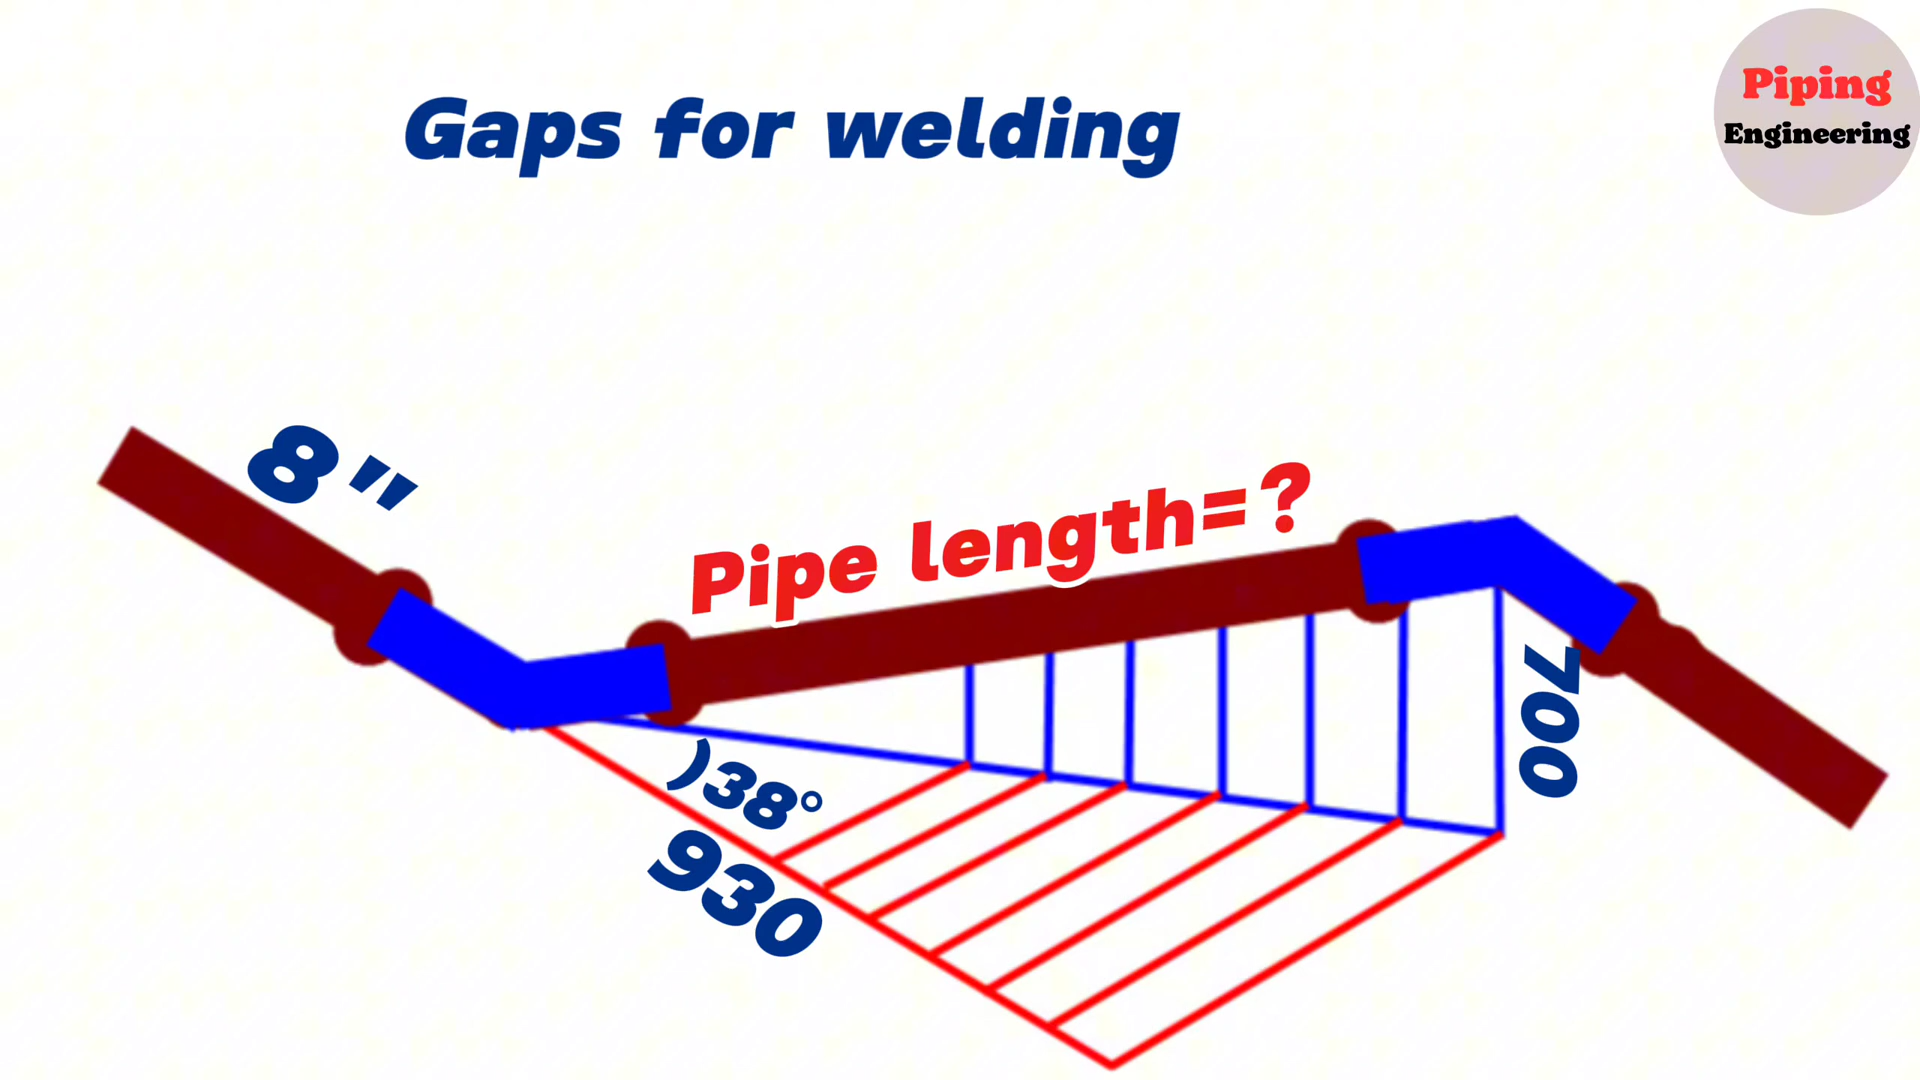 Piping
Engineering
Gaps for welding
8"
Pipe length=?
700
)38°
930